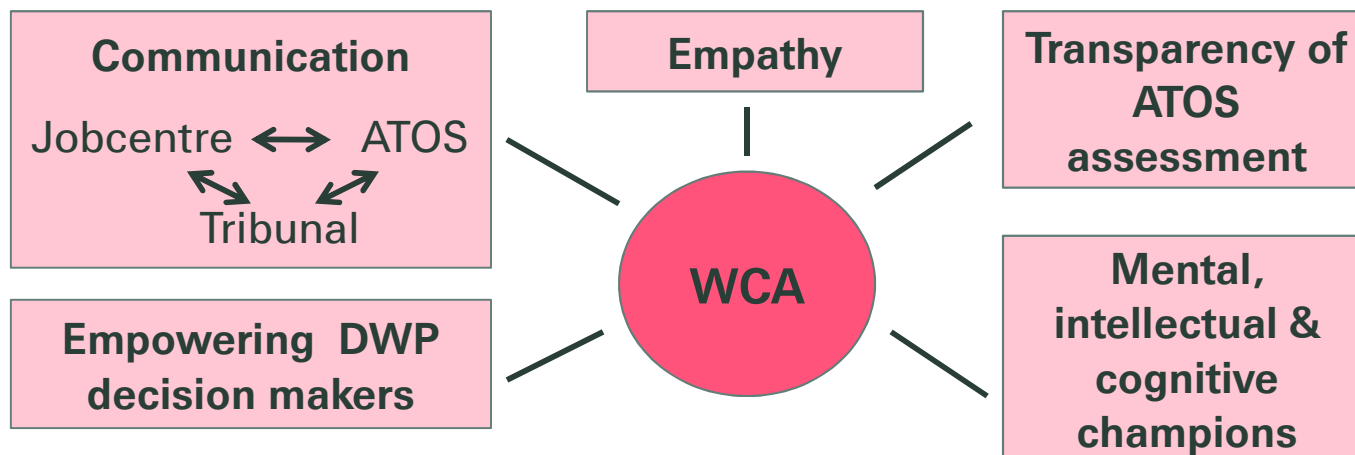 Communication
Jobcentre ATOS
Tribunal
Empathy
Transparency of
ATOS
assessment
WCA
Empowering DWP
decision makers
Mental,
intellectual &
cognitive
champions